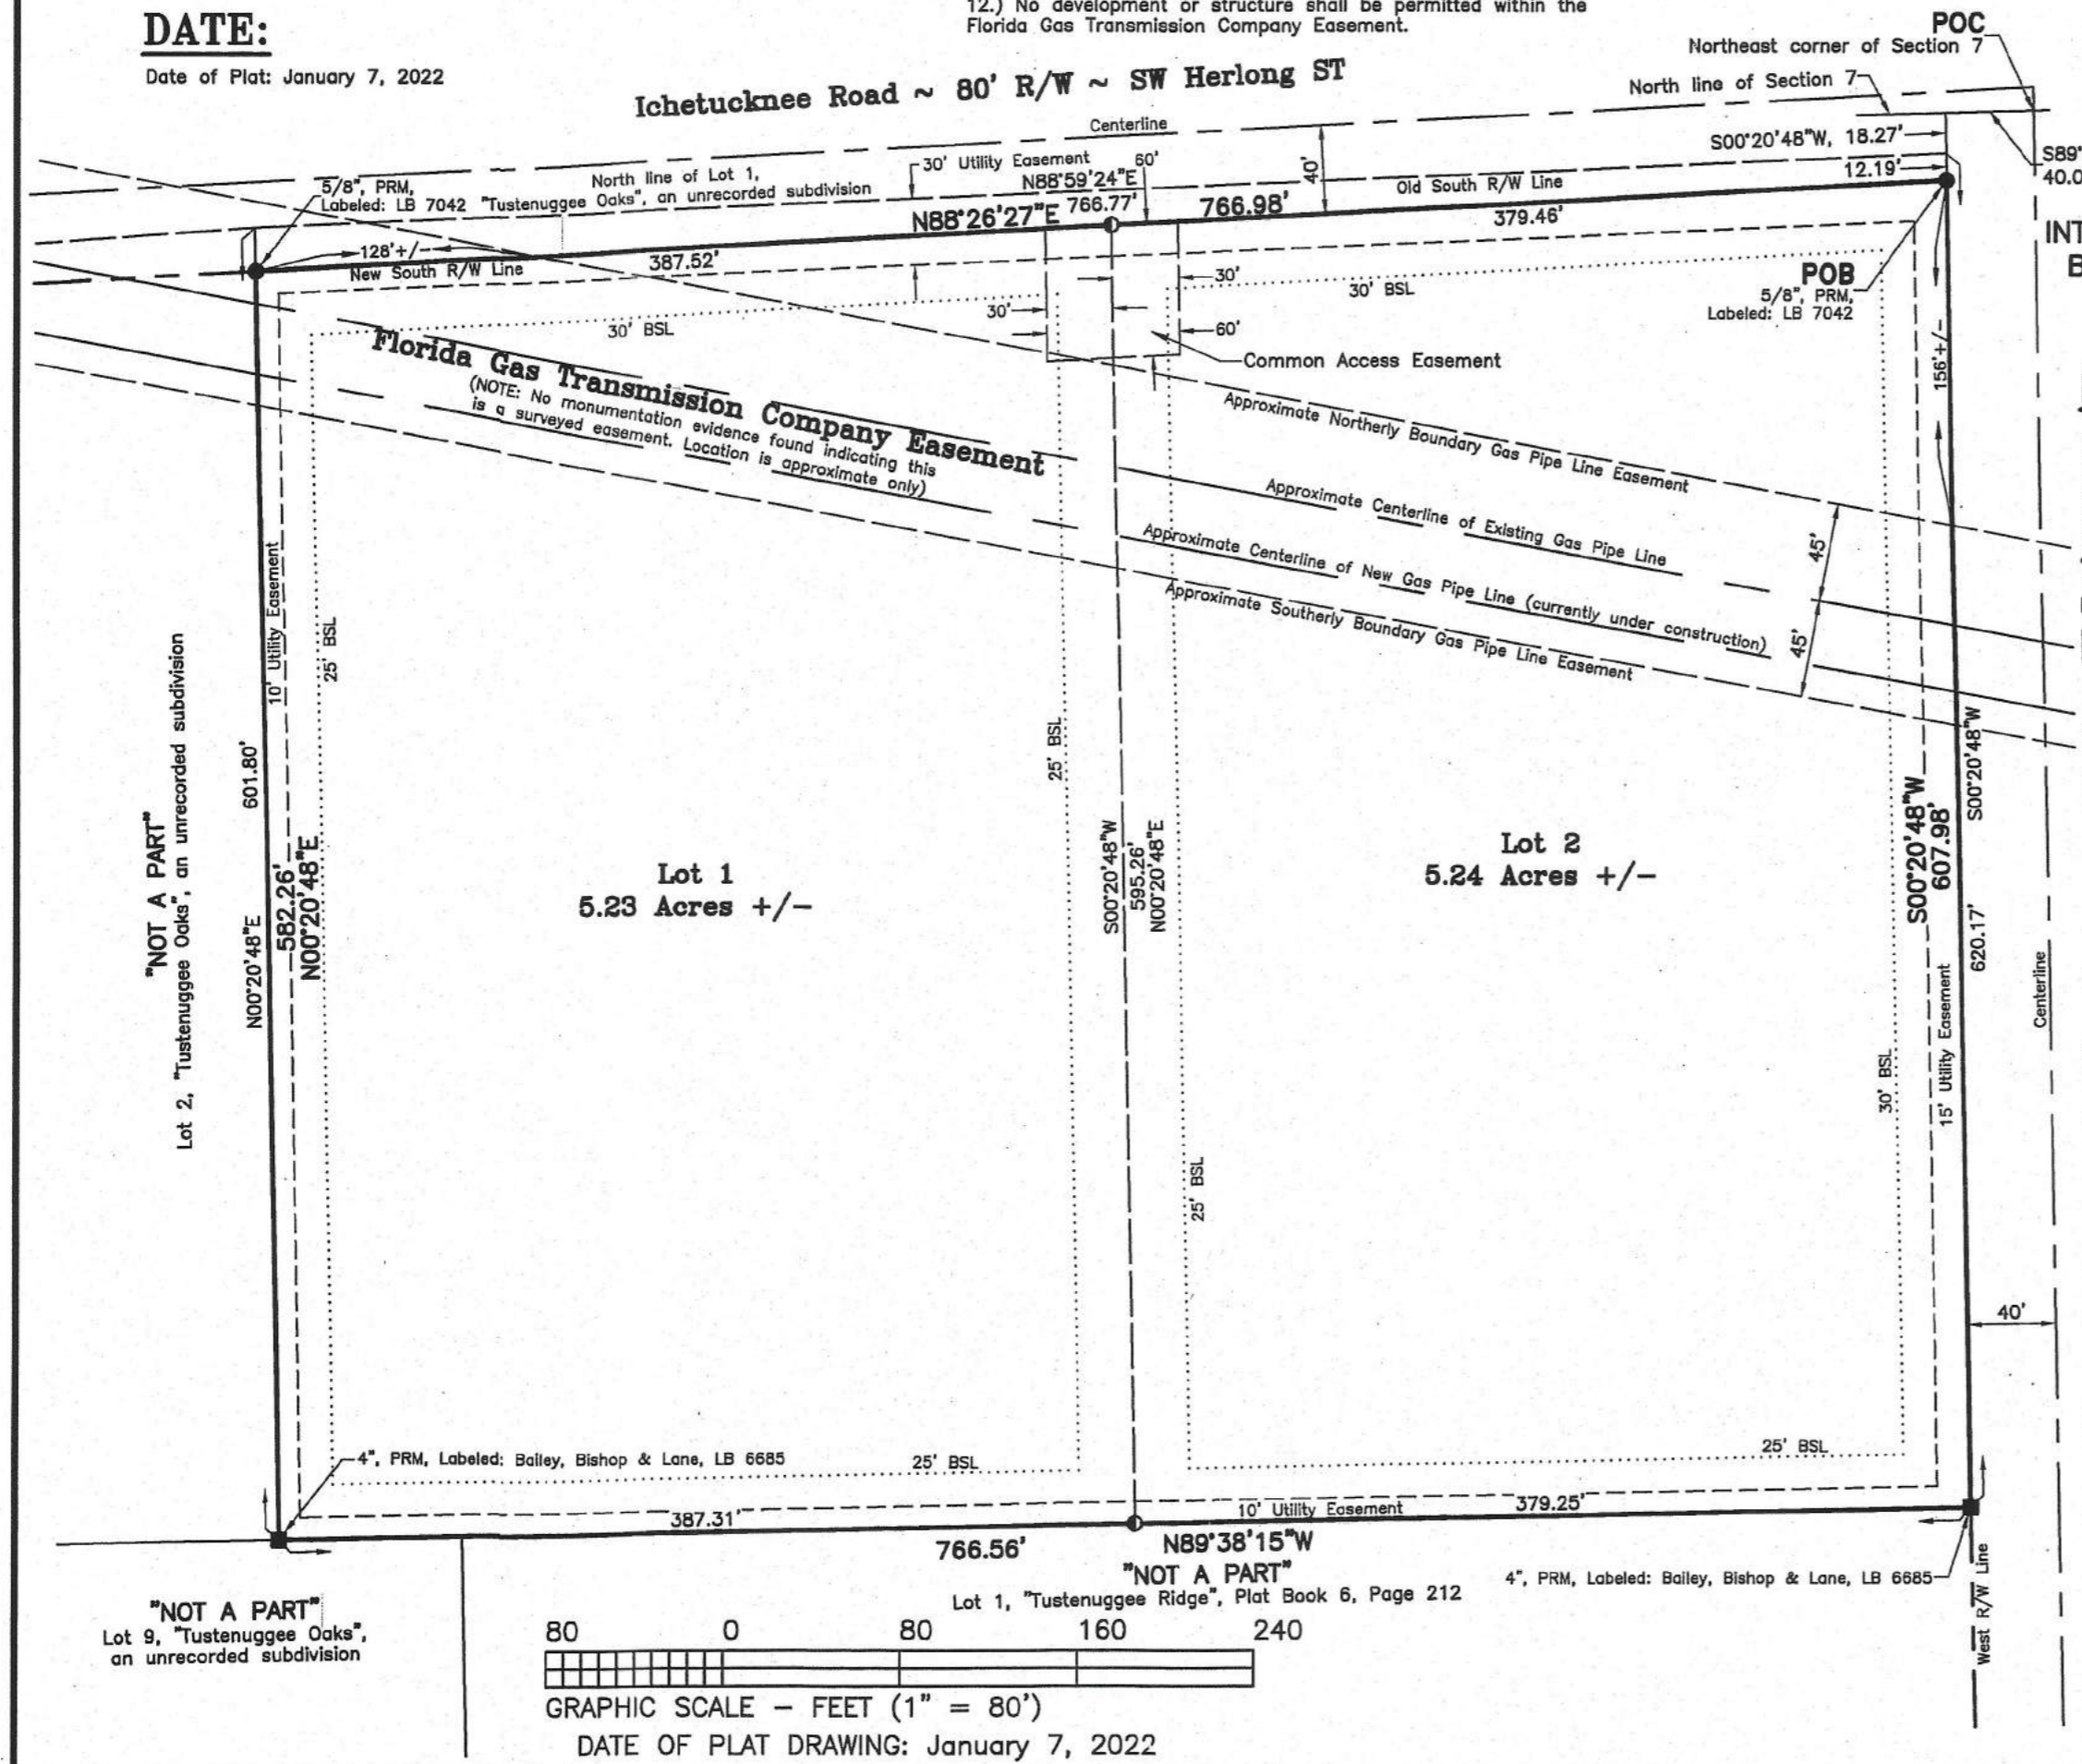 12.) No development or structure shall be permitted within the
Florida Gas Transmission Company Easement.
DATE:
Date of Plat: January 7, 2022
POC
Northeast corner of Section 7
North line of Section 7
Ichetucknee Road ~ 80' R/W ~ SW Herlong ST
Centerline
S00°20'48"W, 18.27'
12.19'
S89°
40.0
30' Utility Easement
60'
N88°59'24"E
766.77'
40'
Old South R/W Line
North line of Lot 1,
"Tustenuggee Oaks", an unrecorded subdivision
5/8", PRM,
Labeled: LB 7042
N88°26'27"E
766.98'
379.46'
128'+/-
New South R/W Line
387.52'
INT
B
POB
5/8", PRM,
Labeled: LB 7042
30'
30'
60'
30' BSL
30' BSL
Common Access Easement
156'+/-
Florida Gas Transmission Company Easement
(NOTE: No monumentation evidence found indicating this
is a surveyed easement. Location is approximate only)
Approximate Northerly Boundary Gas Pipe Line Easement
Approximate Centerline of Existing Gas Pipe Line
Approximate Centerline of New Gas Pipe Line (currently under construction)
Approximate Southerly Boundary Gas Pipe Line Easement
45'
45'
10' Utility Easement
25' BSL
"NOT A PART"
Lot 2, "Tustenuggee Oaks", an unrecorded subdivision
601.80'
N00°20'48"E
582.26'
N00°20'48"E
Lot 1
5.23 Acres +/-
25' BSL
S00°20'48"W
595.26'
N00°20'48"E
25' BSL
Lot 2
5.24 Acres +/-
S00°20'48"W
607.98'
S00°20'48"W
620.17'
30' BSL
15' Utility Easement
Centerline
40'
4", PRM, Labeled: Bailey, Bishop & Lane, LB 6685
25' BSL
25' BSL
387.31'
10' Utility Easement
379.25'
766.56'
N89°38'15"W
"NOT A PART"
Lot 1, "Tustenuggee Ridge", Plat Book 6, Page 212
4", PRM, Labeled: Bailey, Bishop & Lane, LB 6685
West R/W Line
"NOT A PART"
Lot 9, "Tustenuggee Oaks",
an unrecorded subdivision
80 0 80 160 240
GRAPHIC SCALE - FEET (1" = 80')
DATE OF PLAT DRAWING: January 7, 2022